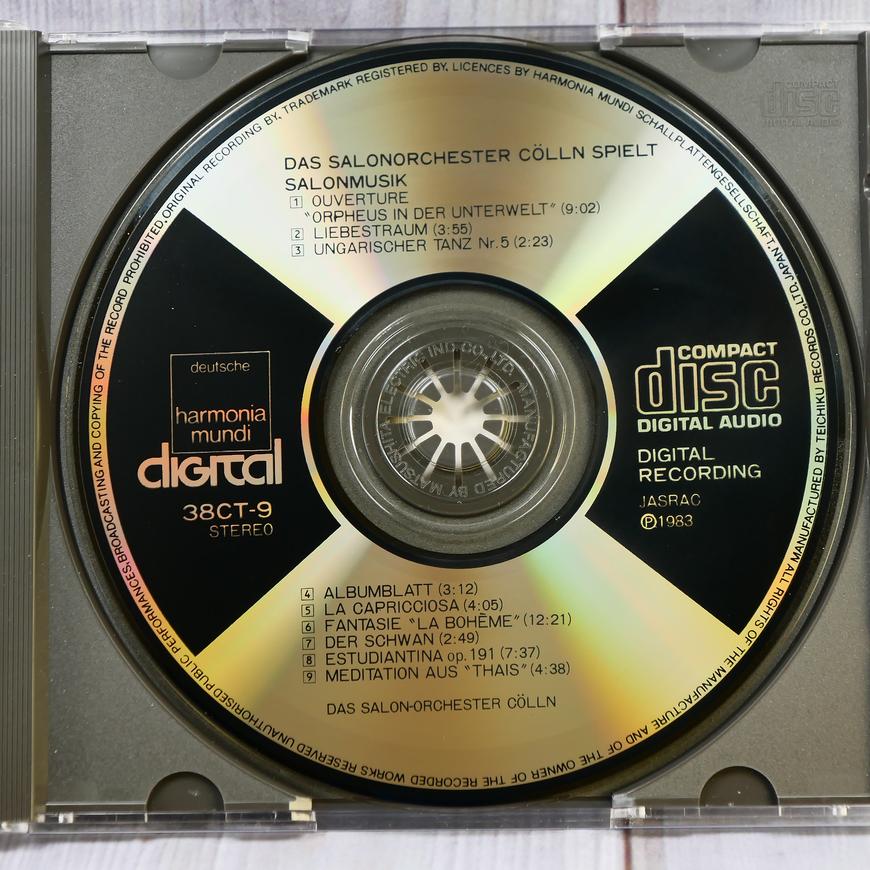 DAS SALONORCHESTER CÖLLN SPIELT
SALONMUSIK
1 OUVERTURE
"ORPHEUS IN DER UNTERWELT" (9:02)
2 LIEBESTRAUM (3:55)
3 UNGARISCHER TANZ Nr.5 (2:23)
deutsche
harmonia
mundi
digital
38CT-9
STEREO
COMPACT
disc
DIGITAL AUDIO
DIGITAL
RECORDING
JASRAC
Ⓟ1983
4 ALBUMBLATT (3:12)
5 LA CAPRICCIOSA (4:05)
6 FANTASIE "LA BOHÈME" (12:21)
7 DER SCHWAN (2:49)
8 ESTUDIANTINA op.191 (7:37)
9 MEDITATION AUS "THAIS" (4:38)
DAS SALON-ORCHESTER CÖLLN
ORIGINAL RECORDING BY, TRADEMARK REGISTERED BY, LICENCES BY HARMONIA MUNDI SCHALLPLATTENGESELLSCHAFT.
MANUFACTURED BY TEICHIKU RECORDS CO.,LTD.JAPAN.
ALL RIGHTS OF THE MANUFACTURE AND OF THE OWNER OF THE RECORDED WORKS RESERVED UNAUTHORISED PUBLIC PERFORMANCES,BROADCASTING AND COPYING OF THE RECORD PROHIBITED.
MANUFACTURED BY MATSUSHITA ELECTRIC IND.CO.,LTD.
COMPACT
disc
DIGITAL AUDIO